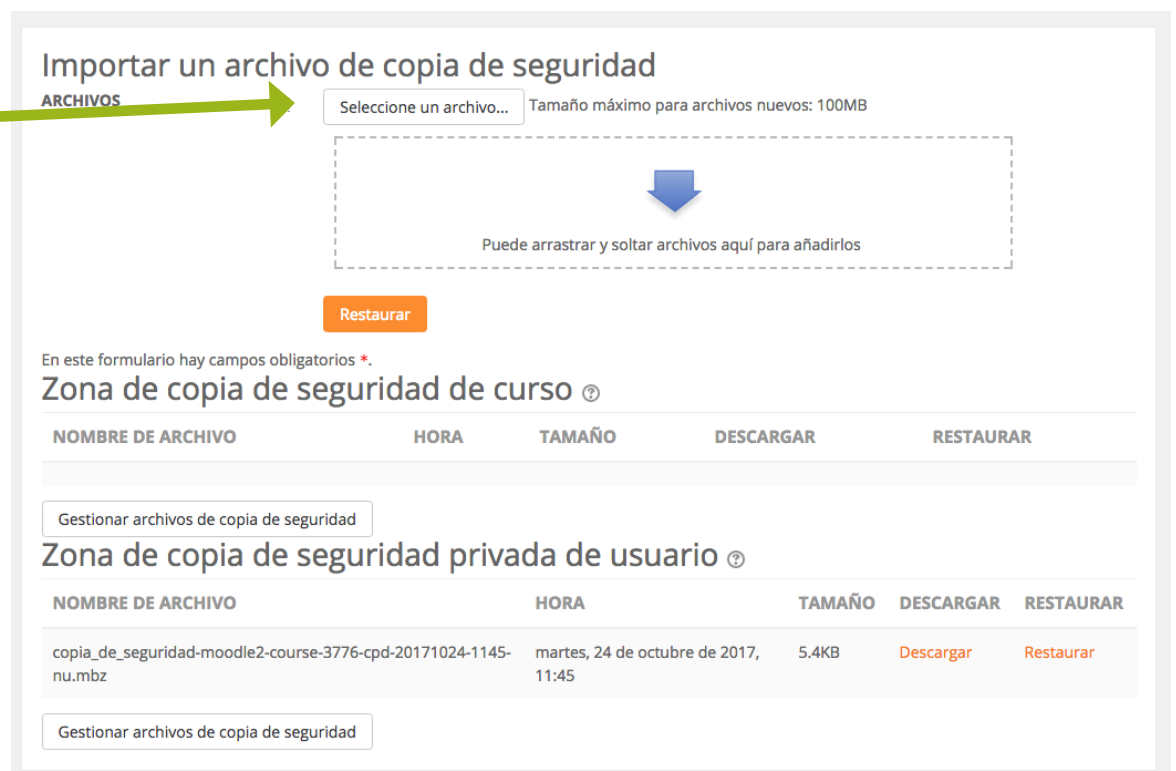 Importar un archivo de copia de seguridad
ARCHIVOS
Seleccione un archivo... Tamaño máximo para archivos nuevos: 100MB
Puede arrastrar y soltar archivos aquí para añadirlos
Restaurar
En este formulario hay campos obligatorios *.
Zona de copia de seguridad de curso ?
NOMBRE DE ARCHIVO HORA TAMAÑO DESCARGAR RESTAURAR
Gestionar archivos de copia de seguridad
Zona de copia de seguridad privada de usuario ?
NOMBRE DE ARCHIVO HORA TAMAÑO DESCARGAR RESTAURAR
copia_de_seguridad-moodle2-course-3776-cpd-20171024-1145- martes, 24 de octubre de 2017, 5.4KB Descargar Restaurar
nu.mbz 11:45
Gestionar archivos de copia de seguridad